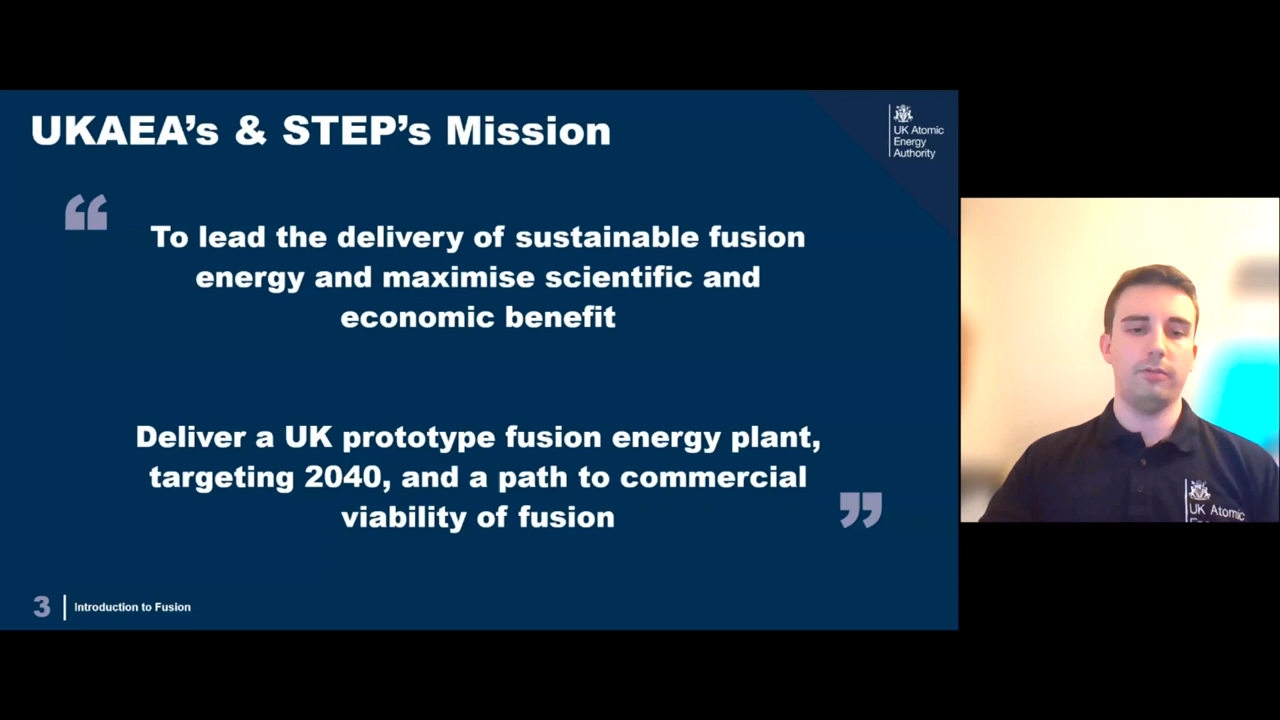 UKAEA's & STEP's Mission
UK Atomic
Energy
Authority
“
To lead the delivery of sustainable fusion
energy and maximise scientific and
economic benefit
Deliver a UK prototype fusion energy plant,
targeting 2040, and a path to commercial
viability of fusion
”
3 Introduction to Fusion
UK Atomic